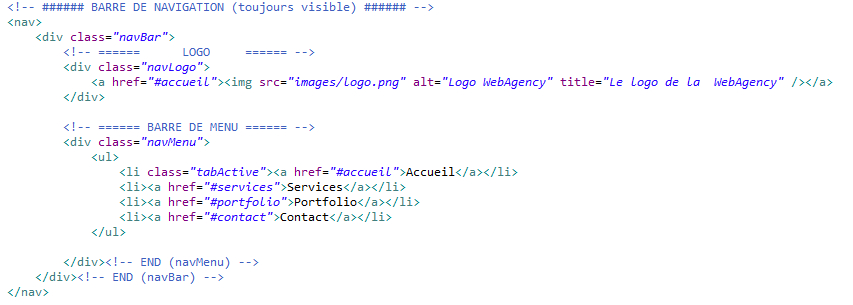 <!-- ###### BARRE DE NAVIGATION (toujours visible) ###### -->
<nav>
    <div class="navBar">
        <!-- ======      LOGO     ====== -->
        <div class="navLogo">
            <a href="#accueil"><img src="images/logo.png" alt="Logo WebAgency" title="Le logo de la  WebAgency" /></a>
        </div>

        <!-- ====== BARRE DE MENU ====== -->
        <div class="navMenu">
            <ul>
                <li class="tabActive"><a href="#accueil">Accueil</a></li>
                <li><a href="#services">Services</a></li>
                <li><a href="#portfolio">Portfolio</a></li>
                <li><a href="#contact">Contact</a></li>
            </ul>

        </div><!-- END (navMenu) -->
    </div><!-- END (navBar) -->
</nav>